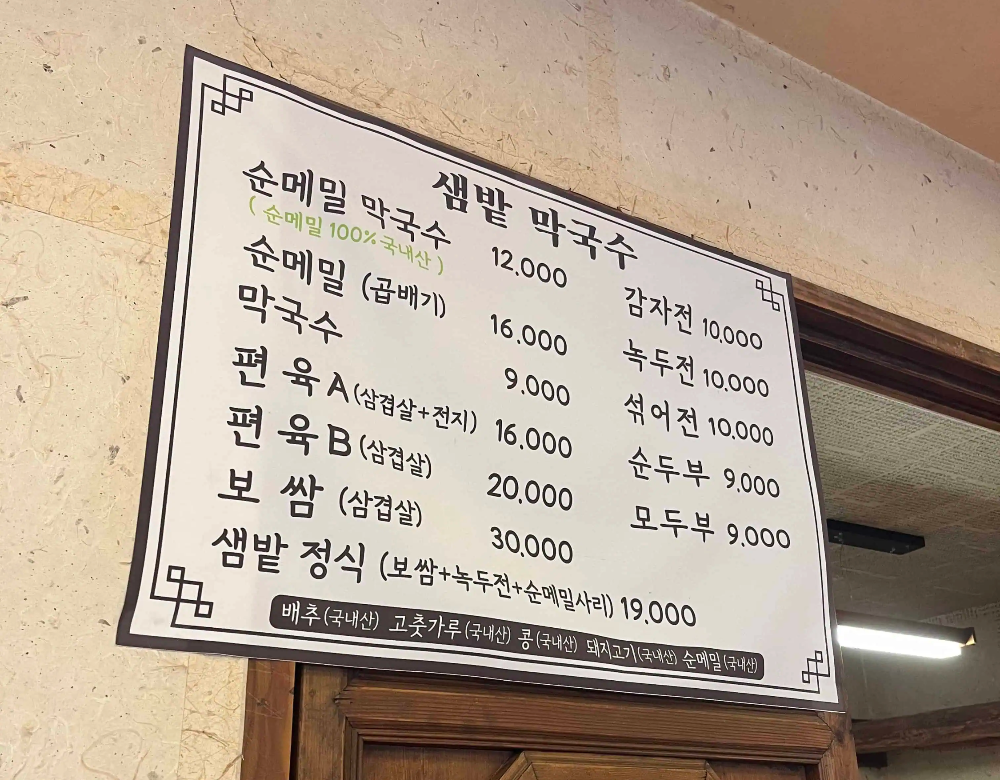 샘밭 막국수
순메밀 막국수 12.000
( 순메밀 100% 국내산 )
순메밀 (곱배기) 16.000
막국수 9.000
편 육 A (삼겹살+전지) 16.000
편 육 B (삼겹살) 20.000
보 쌈 (삼겹살) 30.000
샘밭 정식 (보쌈+녹두전+순메밀사리) 19,000
감자전 10.000
녹두전 10.000
섞어전 10.000
순두부 9.000
모두부 9.000
배추(국내산) 고춧가루(국내산) 콩(국내산) 돼지고기(국내산) 순메밀(국내산)